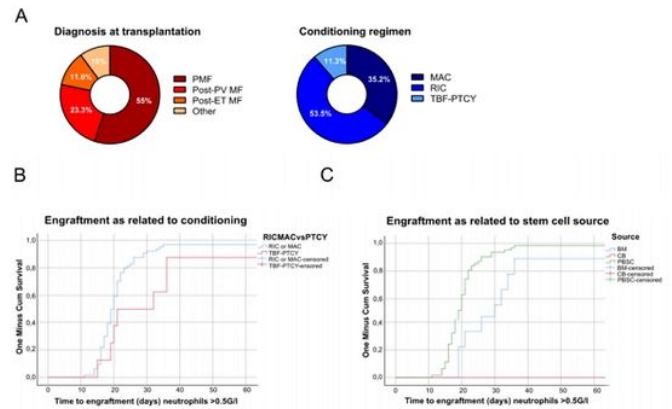 A
Diagnosis at transplantation
10%
11.6%
23.3%
55%
PMF
Post-PV MF
Post-ET MF
Other
Conditioning regimen
11.3%
35.2%
53.5%
MAC
RIC
TBF-PTCY
B
Engraftment as related to conditioning
One Minus Cum Survival
1,0
0,8
0,6
0,4
0,2
0,0
0 10 20 30 40 50 60
Time to engraftment (days) neutrophils >0.5G/l
RICMACvsPTCY
RIC or MAC
TBF-PTCY
RIC or MAC-censored
TBF-PTCY-ensored
C
Engraftment as related to stem cell source
One Minus Cum Survival
1,0
0,8
0,6
0,4
0,2
0,0
0 10 20 30 40 50 60
Time to engraftment (days) neutrophils >0.5G/l
Source
BM
CB
PBSC
BM-censored
CB-censored
PBSC-censored